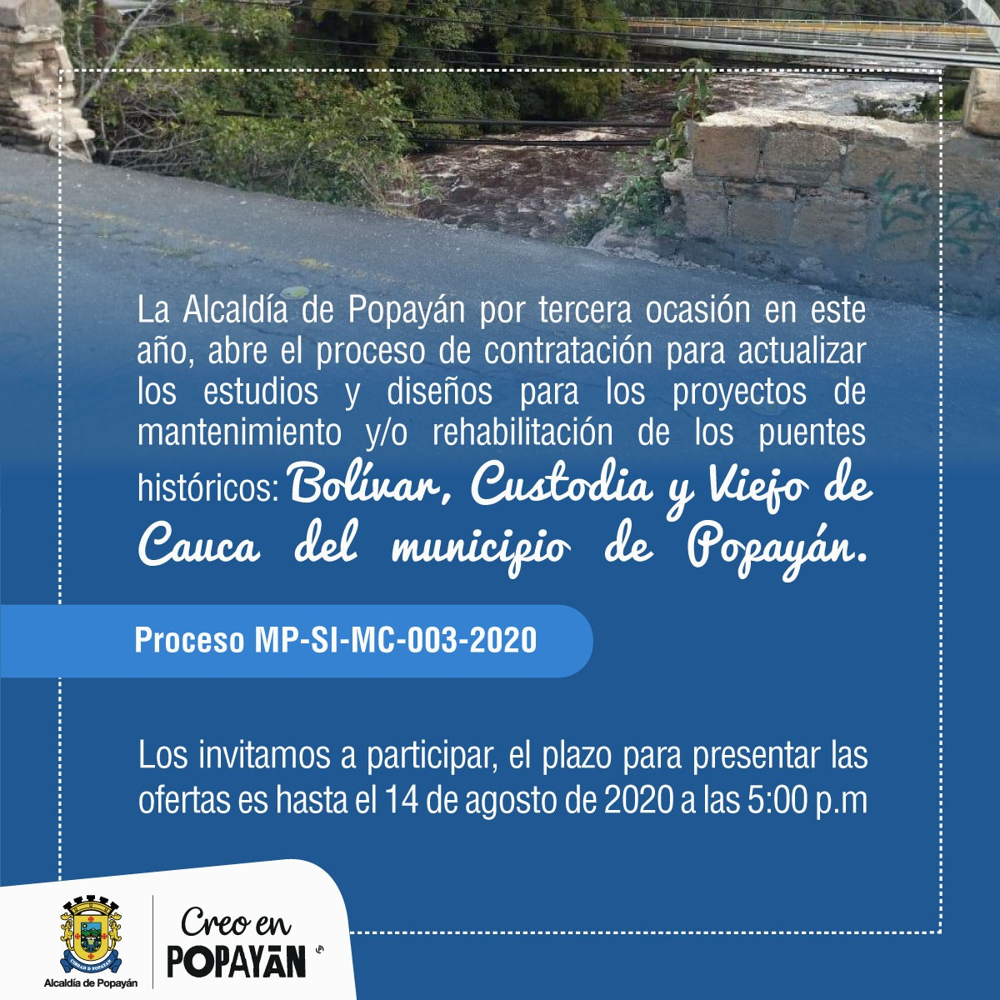 La Alcaldía de Popayán por tercera ocasión en este
año, abre el proceso de contratación para actualizar
los estudios y diseños para los proyectos de
mantenimiento y/o rehabilitación de los puentes
históricos: Bolívar, Custodia y Viejo de
Cauca del municipio de Popayán.
Proceso MP-SI-MC-003-2020
Los invitamos a participar, el plazo para presentar las
ofertas es hasta el 14 de agosto de 2020 a las 5:00 p.m
CIUDAD D POPAYAN
Alcaldía de Popayán
Creo en
POPAYÁN